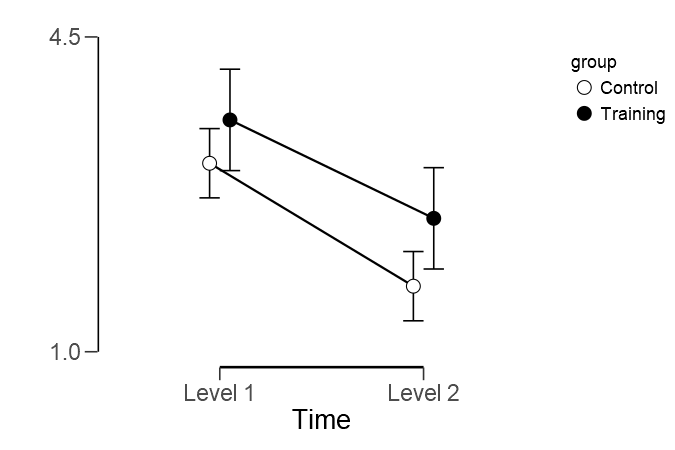 4.5
group
Control
Training
1.0
Level 1
Level 2
Time